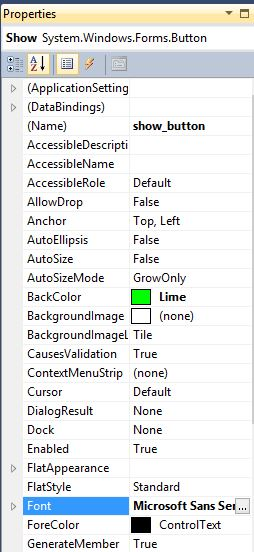 Properties
Show System.Windows.Forms.Button
(ApplicationSetting
(DataBindings)
(Name) show_button
AccessibleDescripti
AccessibleName
AccessibleRole Default
AllowDrop False
Anchor Top, Left
AutoEllipsis False
AutoSize False
AutoSizeMode GrowOnly
BackColor Lime
BackgroundImage (none)
BackgroundImageL Tile
CausesValidation True
ContextMenuStrip (none)
Cursor Default
DialogResult None
Dock None
Enabled True
FlatAppearance
FlatStyle Standard
Font Microsoft Sans Ser ...
ForeColor ControlText
GenerateMember True